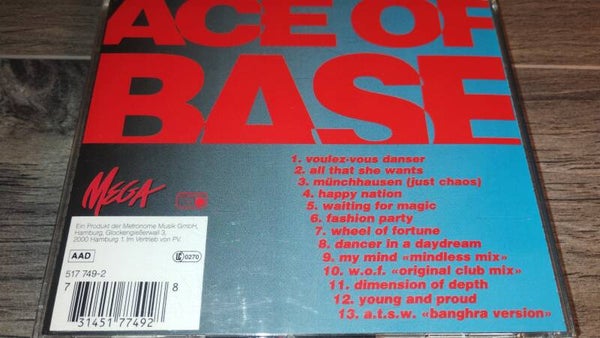 ACE OF
BASE
1. voulez-vous danser
2. all that she wants
3. münchhausen (just chaos)
4. happy nation
5. waiting for magic
6. fashion party
7. wheel of fortune
8. dancer in a daydream
9. my mind «mindless mix»
10. w.o.f. «original club mix»
11. dimension of depth
12. young and proud
13. a.t.s.w. «banghra version»
MEGA
Ein Produkt der Metronome Musik GmbH,
Hamburg, Glockengießerwall 3,
2000 Hamburg 1. Im Vertrieb von PV.
AAD
LC 0270
517 749-2
7 31451 77492 8